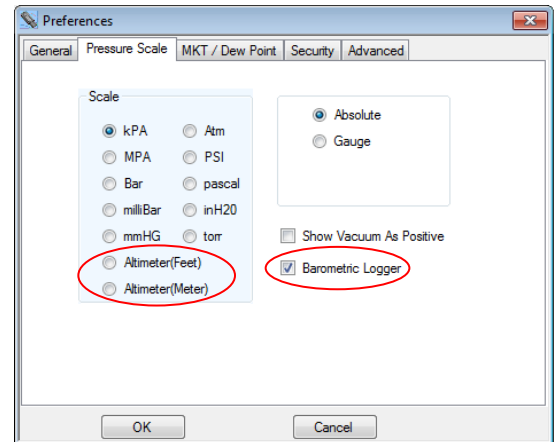 Preferences
General Pressure Scale MKT / Dew Point Security Advanced
Scale
kPA Atm
MPA PSI
Bar pascal
milliBar inH20
mmHG torr
Altimeter(Feet)
Altimeter(Meter)
Absolute
Gauge
Show Vacuum As Positive
Barometric Logger
OK Cancel